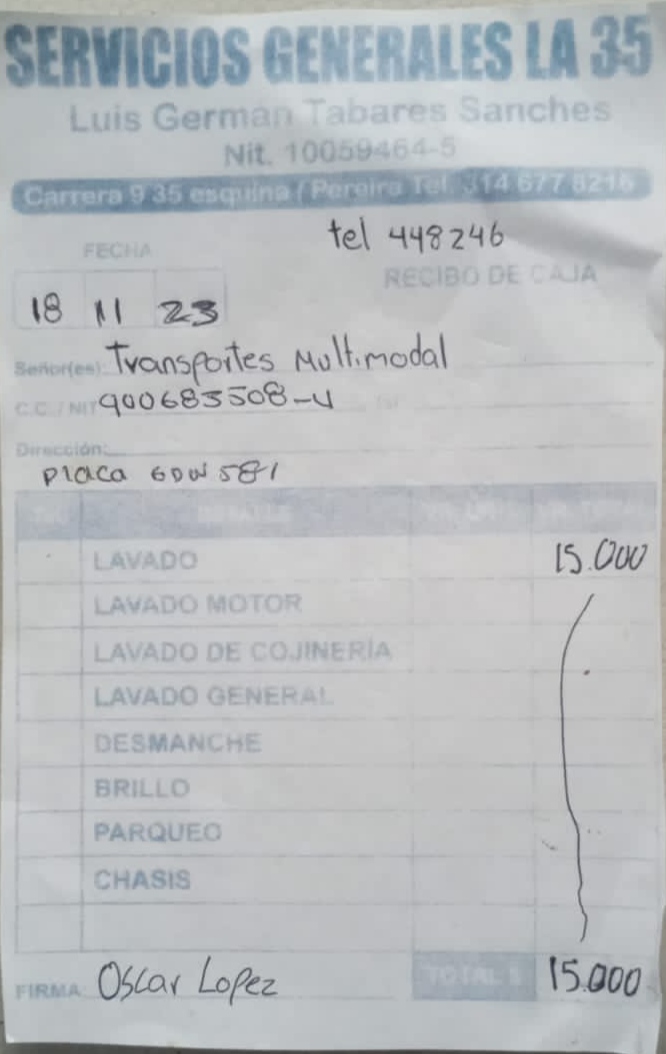 SERVICIOS GENERALES LA 35
Luis German Tabares Sanches
Nit. 10059464-5
Carrera 9 35 esquina / Pereira Tel. 314 677 8216
tel 448246
FECHA
RECIBO DE CAJA
18 11 23
Señor(es): Transportes Multimodal
C.C. / NIT 900685508-4
Dirección:
Placa GDW 581
LAVADO 15.000
LAVADO MOTOR
LAVADO DE COJINERÍA
LAVADO GENERAL
DESMANCHE
BRILLO
PARQUEO
CHASIS
FIRMA Oscar Lopez TOTAL $ 15.000